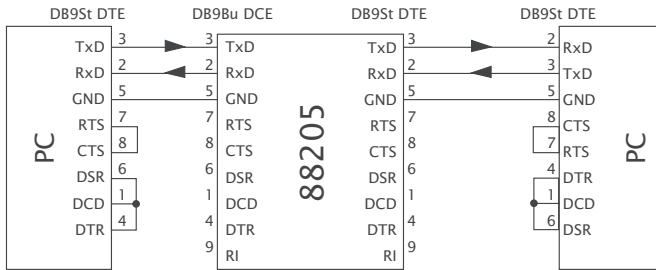 DB9St DTE DB9Bu DCE DB9St DTE DB9St DTE
TxD 3 3 TxD TxD 3 2 RxD
RxD 2 2 RxD RxD 2 3 TxD
GND 5 5 GND GND 5 5 GND
RTS 7 7 RTS RTS 7 8 CTS
CTS 8 8 CTS CTS 8 7 RTS
DSR 6 6 DSR DSR 6 4 DTR
DCD 1 1 DCD DCD 1 1 DCD
DTR 4 4 DTR DTR 4 6 DSR
9 RI RI 9
PC
88205
PC